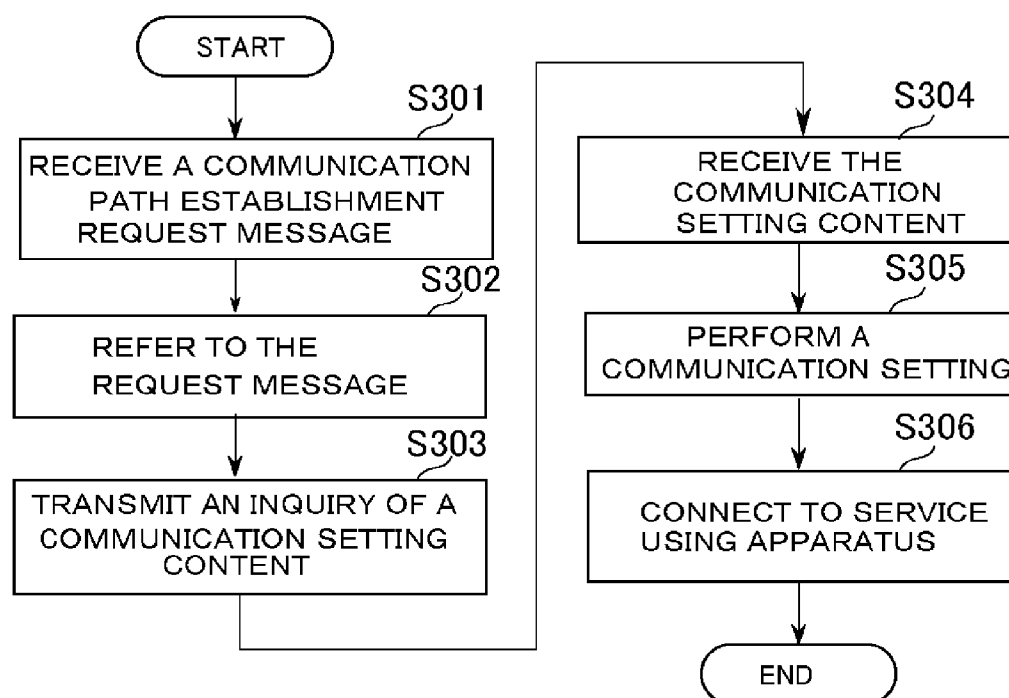 START
S301
RECEIVE A COMMUNICATION
PATH ESTABLISHMENT
REQUEST MESSAGE
S302
REFER TO THE
REQUEST MESSAGE
S303
TRANSMIT AN INQUIRY OF A
COMMUNICATION SETTING
CONTENT
S304
RECEIVE THE
COMMUNICATION
SETTING CONTENT
S305
PERFORM A
COMMUNICATION SETTING
S306
CONNECT TO SERVICE
USING APPARATUS
END